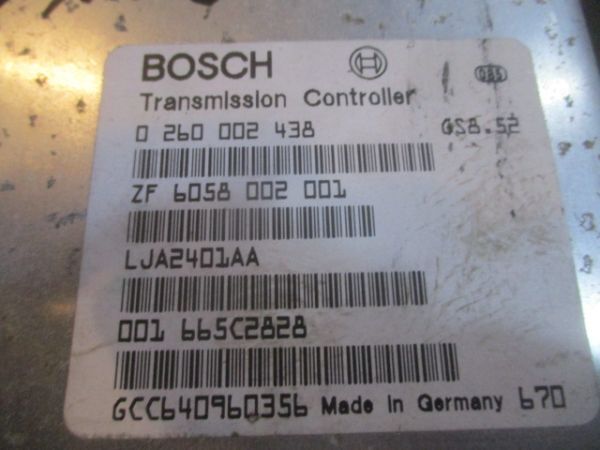 BOSCH
Transmission Controller
0 260 002 438 GS8.52
ZF 6058 002 001
LJA2401AA
001 665C2828
GCC640960356 Made in Germany 670